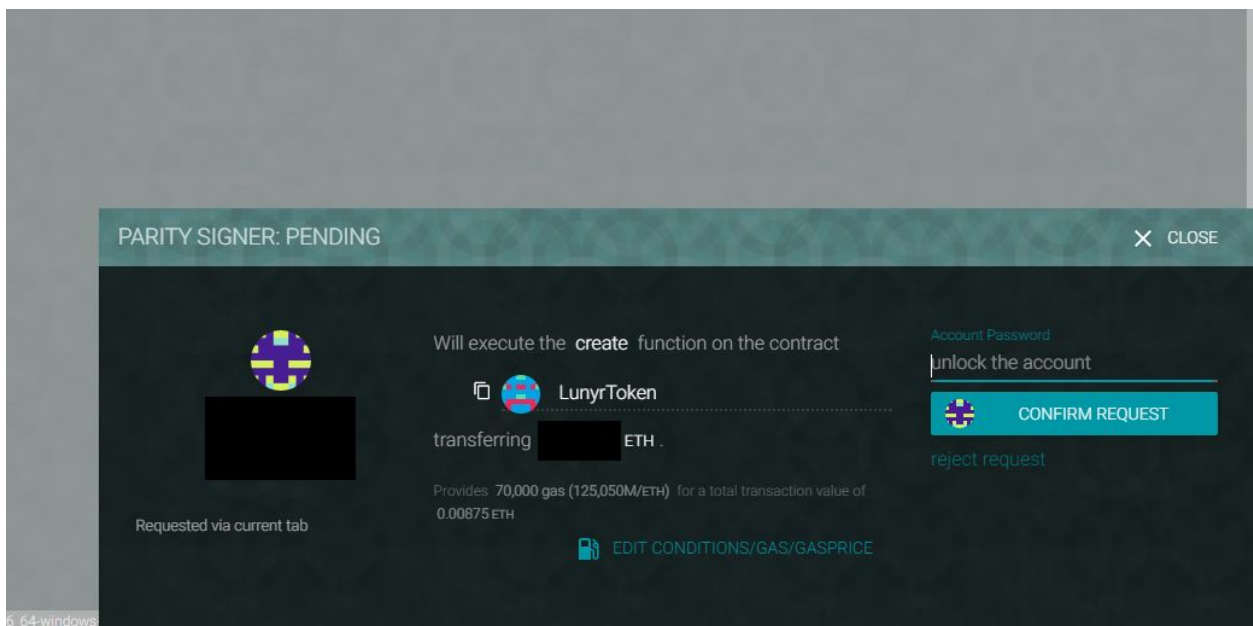 PARITY SIGNER: PENDING
CLOSE
Will execute the create function on the contract
LunyrToken
transferring ETH .
Provides 70,000 gas (125,050M/ETH) for a total transaction value of
0.00875 ETH
EDIT CONDITIONS/GAS/GASPRICE
Requested via current tab
Account Password
unlock the account
CONFIRM REQUEST
reject request
6_64-windows